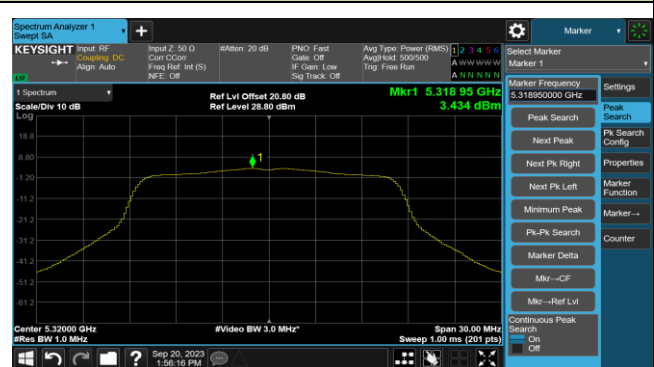 Spectrum Analyzer 1
Swept SA
+
Marker
KEYSIGHT
Input: RF
Coupling: DC
Align: Auto
Input Z: 50 Ω
Corr CCorr
Freq Ref: Int (S)
NFE: Off
#Atten: 20 dB
PNO: Fast
Gate: Off
IF Gain: Low
Sig Track: Off
Avg Type: Power (RMS)
Avg|Hold: 500/500
Trig: Free Run
1 2 3 4 5 6
A W W W W W
A N N N N N
Select Marker
Marker 1
LXI
1 Spectrum
Scale/Div 10 dB
Log
Ref Lvl Offset 20.80 dB
Ref Level 28.80 dBm
Mkr1 5.318 95 GHz
3.434 dBm
18.8
8.80
-1.20
-11.2
-21.2
-31.2
-41.2
-51.2
-61.2
1
Center 5.32000 GHz
#Res BW 1.0 MHz
#Video BW 3.0 MHz*
Span 30.00 MHz
Sweep 1.00 ms (201 pts)
Marker Frequency
5.318950000 GHz
Peak Search
Next Peak
Next Pk Right
Next Pk Left
Minimum Peak
Pk-Pk Search
Marker Delta
Mkr→CF
Mkr→Ref Lvl
Continuous Peak
Search
On
Off
Settings
Peak
Search
Pk Search
Config
Properties
Marker
Function
Marker→
Counter
?
Sep 20, 2023
1:56:16 PM